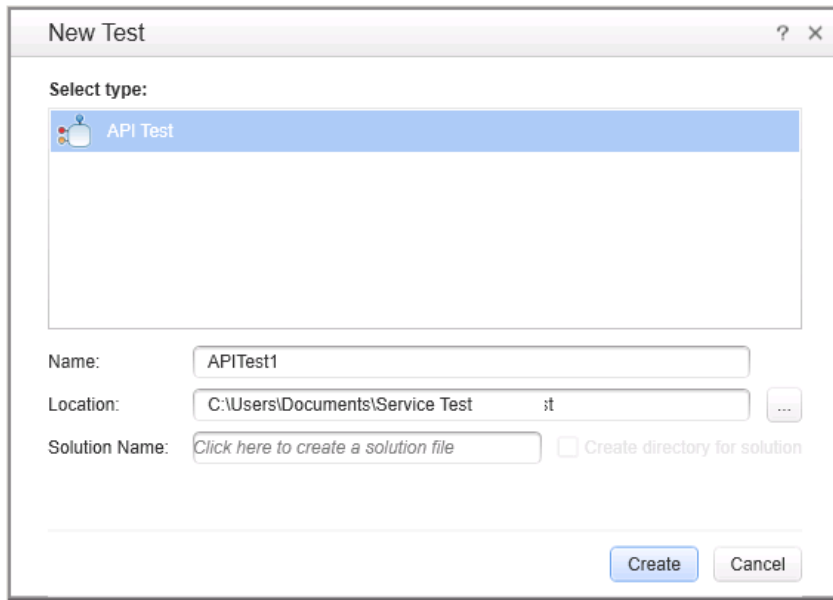 New Test ?
Select type:
API Test
Name: APITest1
Location: C:\Users\Documents\Service Test ...
Solution Name: Click here to create a solution file Create directory for solution
Create Cancel